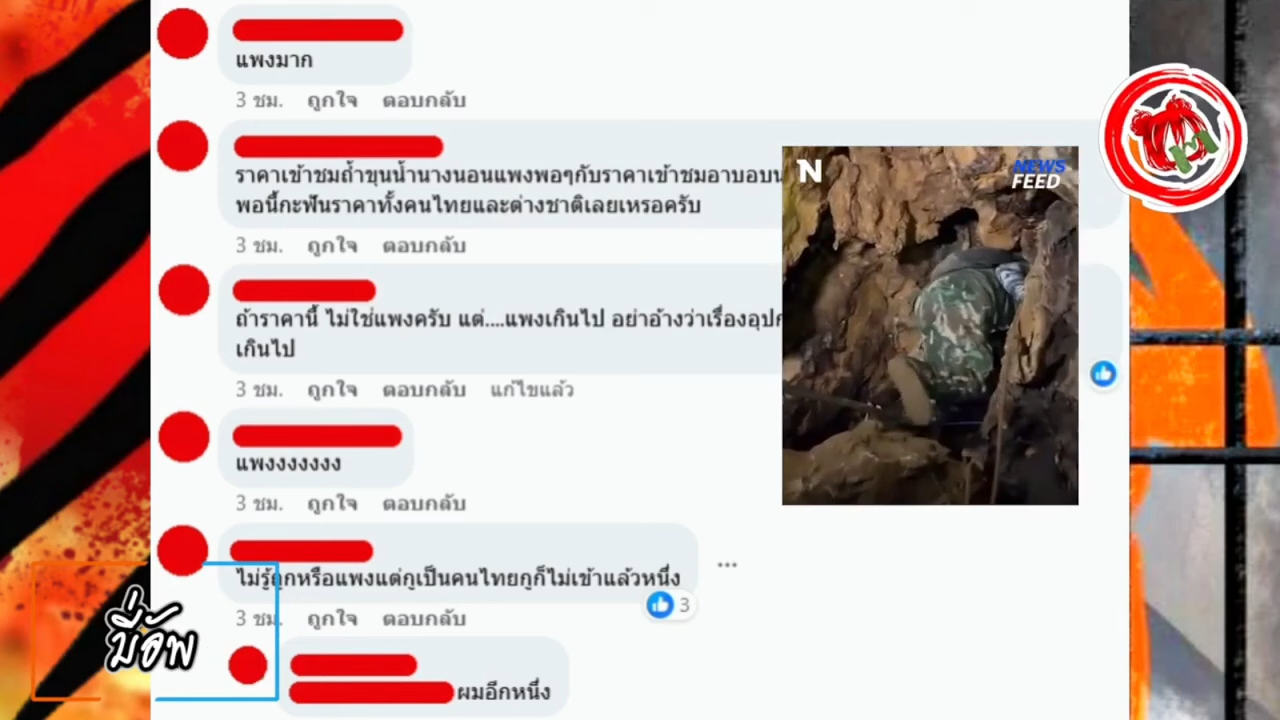 แพงมาก
3 ชม. ถูกใจ ตอบกลับ
ราคาเข้าชมถ้ำขุนน้ำนางนอนแพงพอๆกับราคาเข้าชมอาบอบน
พอนี้กะฟันราคาทั้งคนไทยและต่างชาติเลยเหรอครับ
3 ชม. ถูกใจ ตอบกลับ
ถ้าราคานี้ ไม่ใช่แพงครับ แต่....แพงเกินไป อย่าอ้างว่าเรื่องอุปก
เกินไป
3 ชม. ถูกใจ ตอบกลับ แก้ไขแล้ว
แพงงงงงงง
3 ชม. ถูกใจ ตอบกลับ
ไม่รู้ถูกหรือแพงแต่กูเป็นคนไทยกูก็ไม่เข้าแล้วหนึ่ง
3
3 ชม. ถูกใจ ตอบกลับ
ผมอีกหนึ่ง
N
NEWS
FEED
มี่อัพ